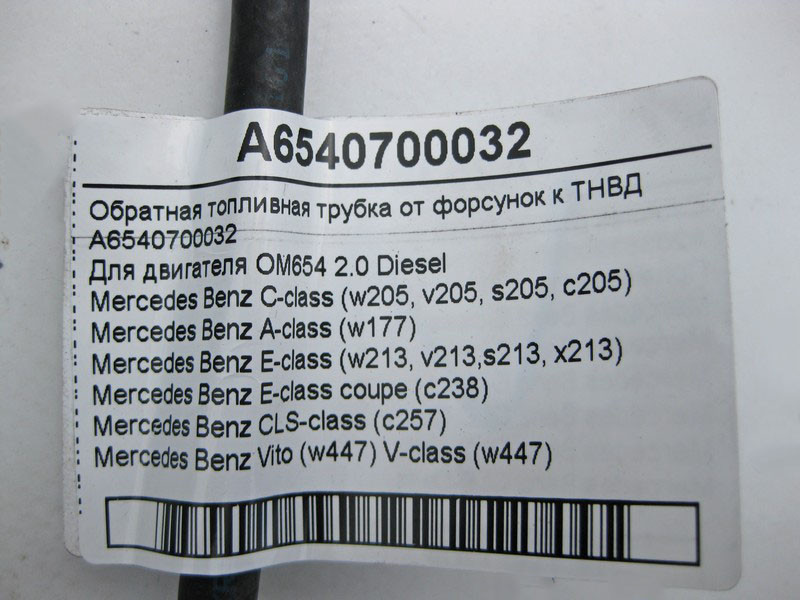 A6540700032
Обратная топливная трубка от форсунок к ТНВД
A6540700032
Для двигателя OM654 2.0 Diesel
Mercedes Benz C-class (w205, v205, s205, c205)
Mercedes Benz A-class (w177)
Mercedes Benz E-class (w213, v213,s213, x213)
Mercedes Benz E-class coupe (c238)
Mercedes Benz CLS-class (c257)
Mercedes Benz Vito (w447) V-class (w447)